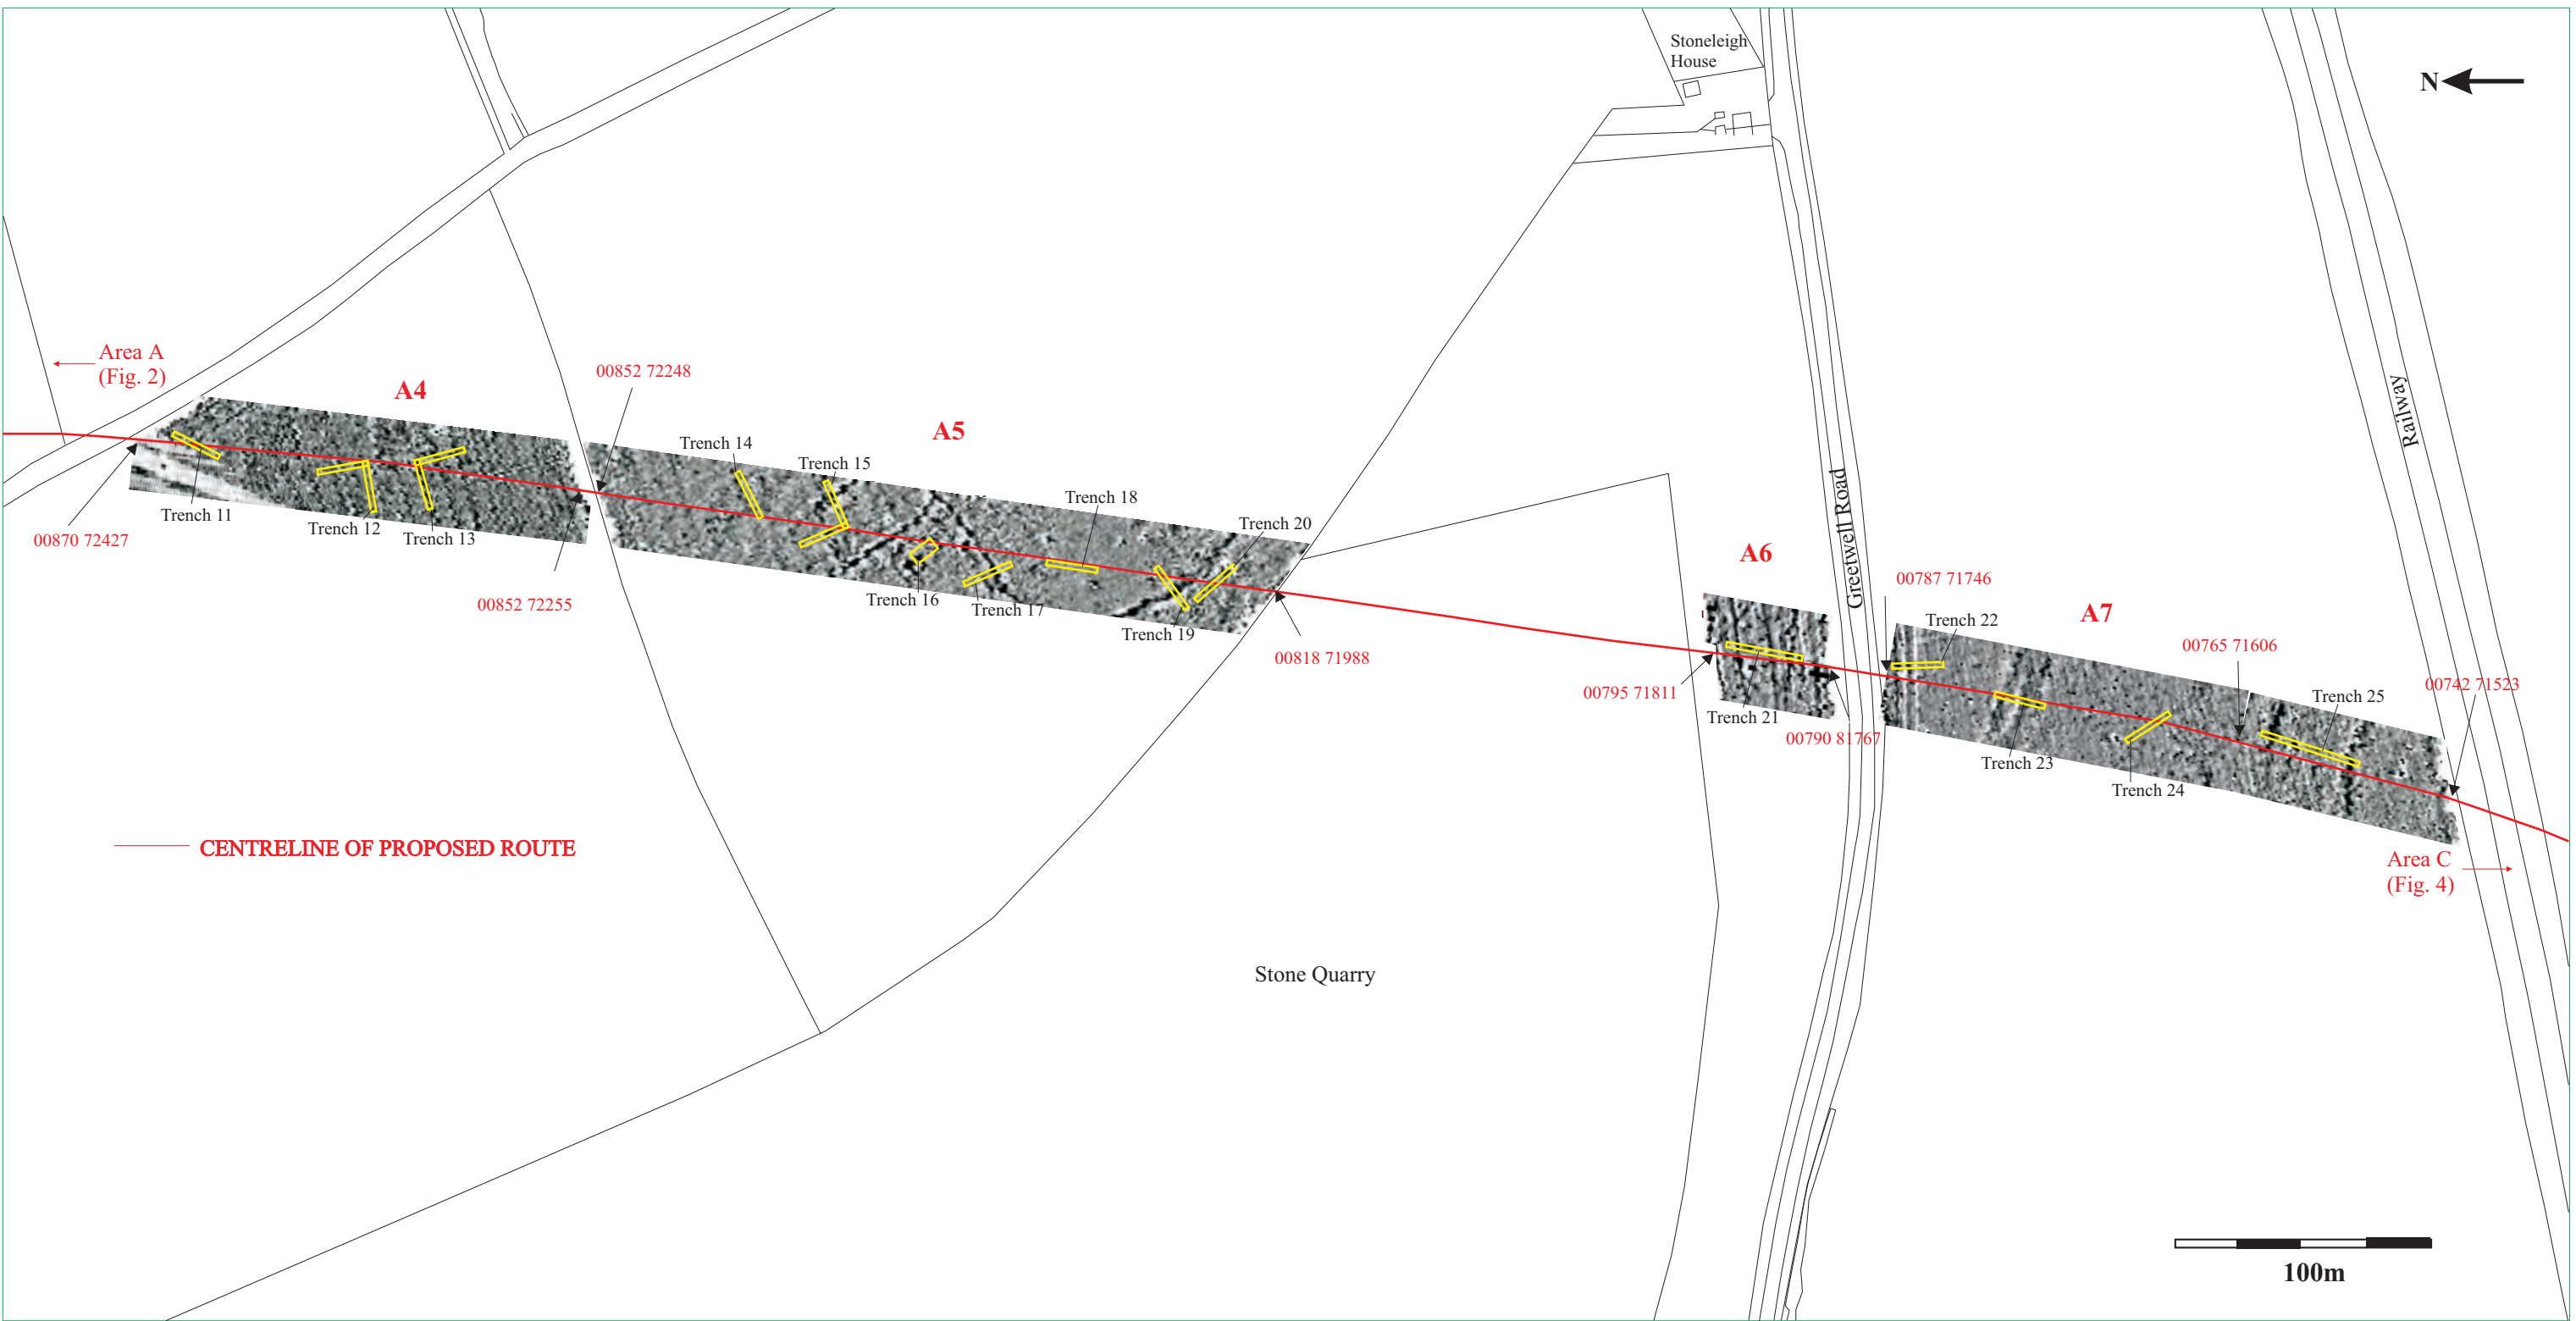 Stoneleigh
House
N
Area A
(Fig. 2)
A4
00852 72248
A5
Trench 14
Trench 15
Trench 18
Trench 20
Trench 11
Trench 12
Trench 13
00870 72427
00852 72255
Trench 16
Trench 17
Trench 19
00818 71988
Greetwell Road
Railway
A6
00787 71746
Trench 22
A7
00765 71606
00742 71523
00795 71811
Trench 21
00790 81767
Trench 23
Trench 24
Trench 25
CENTRELINE OF PROPOSED ROUTE
Area C
(Fig. 4)
Stone Quarry
100m